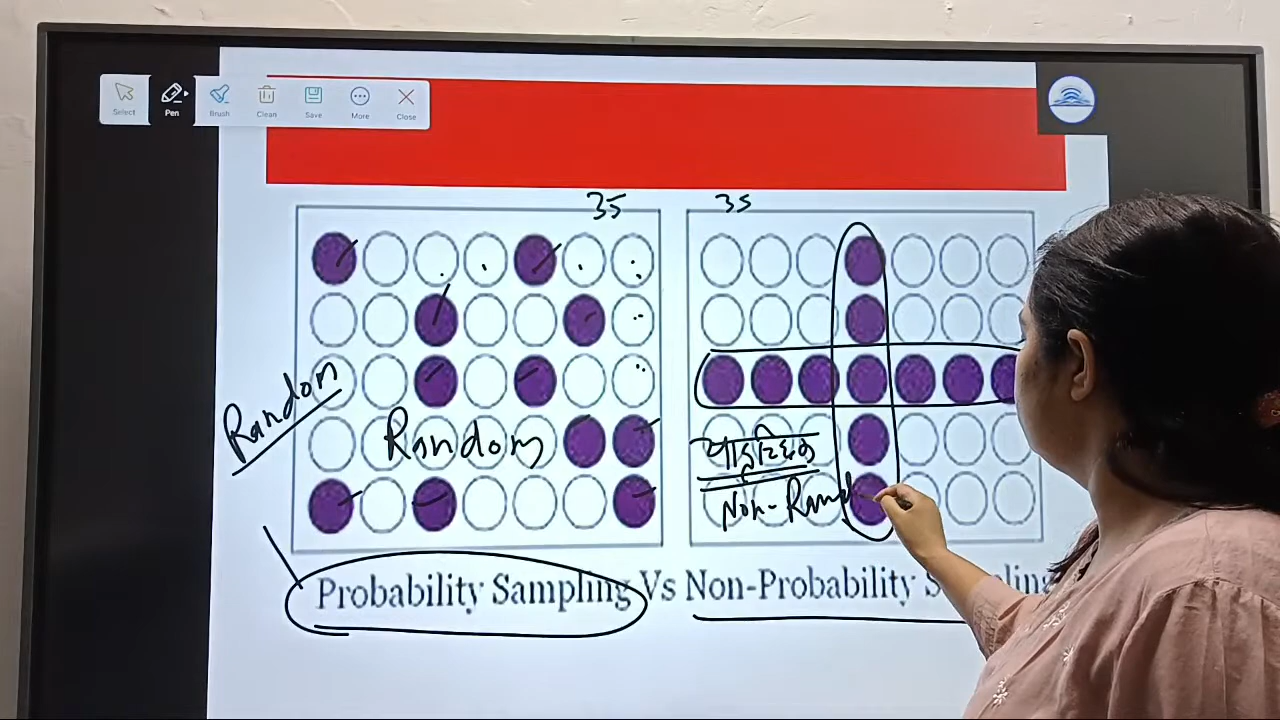 Select Pen Brush Clean Save More Close
35 35
Random
Random
Non-Rand
Probability Sampling Vs Non-Probability S